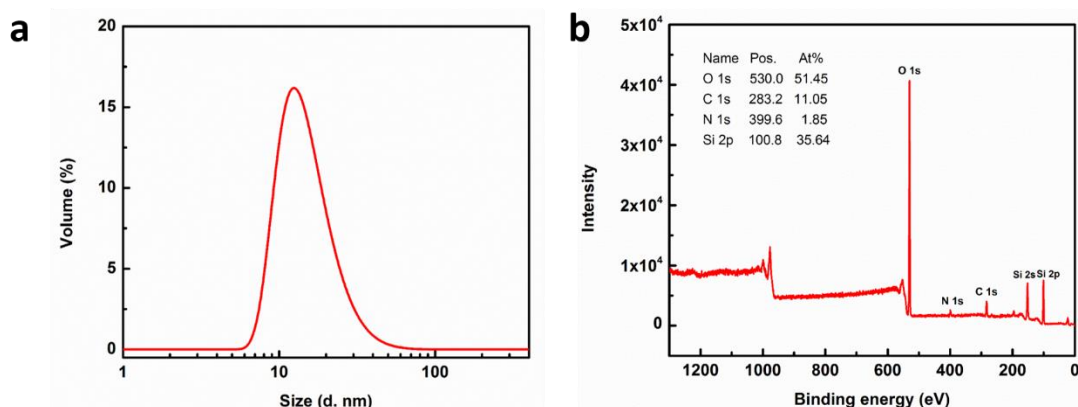 a
20
15
10
5
0
Volume (%)
1 10 100
Size (d. nm)
b
5x10⁴
4x10⁴
3x10⁴
2x10⁴
1x10⁴
0
Intensity
Name Pos. At%
O 1s 530.0 51.45
C 1s 283.2 11.05
N 1s 399.6 1.85
Si 2p 100.8 35.64
O 1s
N 1s
C 1s
Si 2s
Si 2p
1200 1000 800 600 400 200 0
Binding energy (eV)